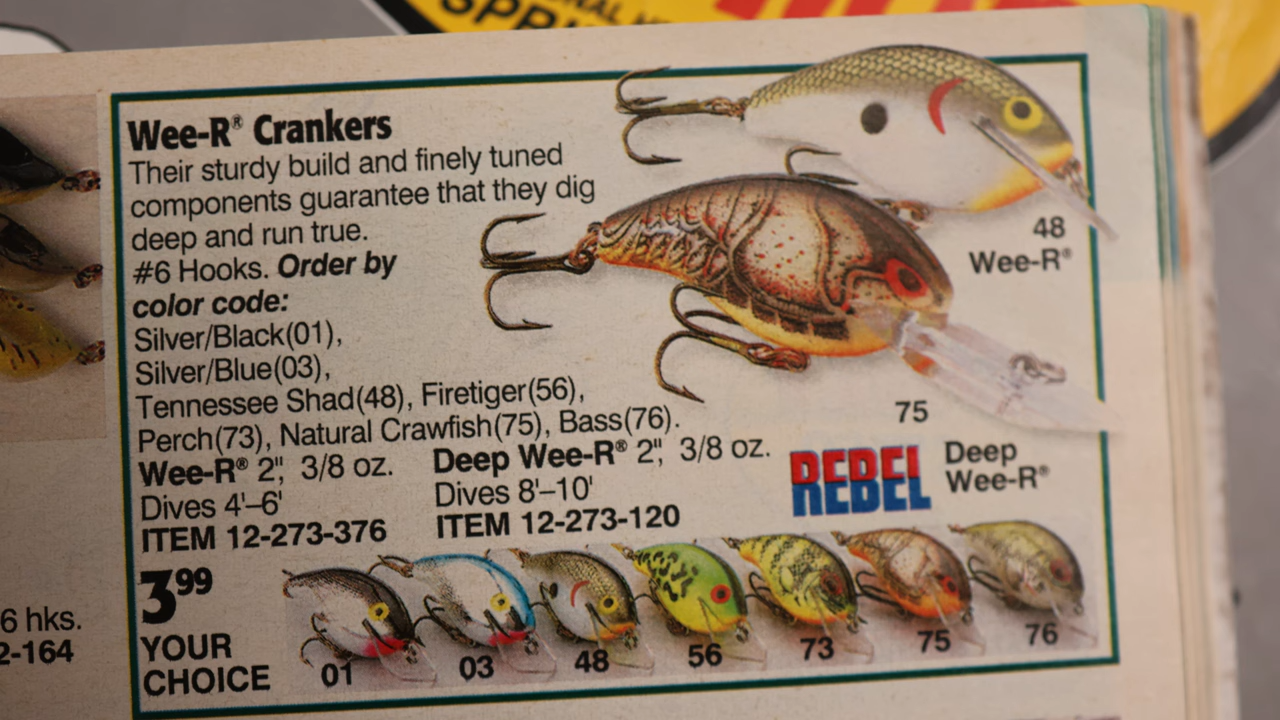 SPRI
ONAL
Wee-R® Crankers
Their sturdy build and finely tuned
components guarantee that they dig
deep and run true.
#6 Hooks. Order by
color code:
Silver/Black(01),
Silver/Blue(03),
Tennessee Shad(48), Firetiger(56),
Perch(73), Natural Crawfish(75), Bass(76).
Wee-R® 2", 3/8 oz.
Dives 4'–6'
ITEM 12-273-376
Deep Wee-R® 2", 3/8 oz.
Dives 8'–10'
ITEM 12-273-120
48
Wee-R®
75
Deep
Wee-R®
REBEL
3.99
YOUR
CHOICE
01 03 48 56 73 75 76
6 hks.
2-164